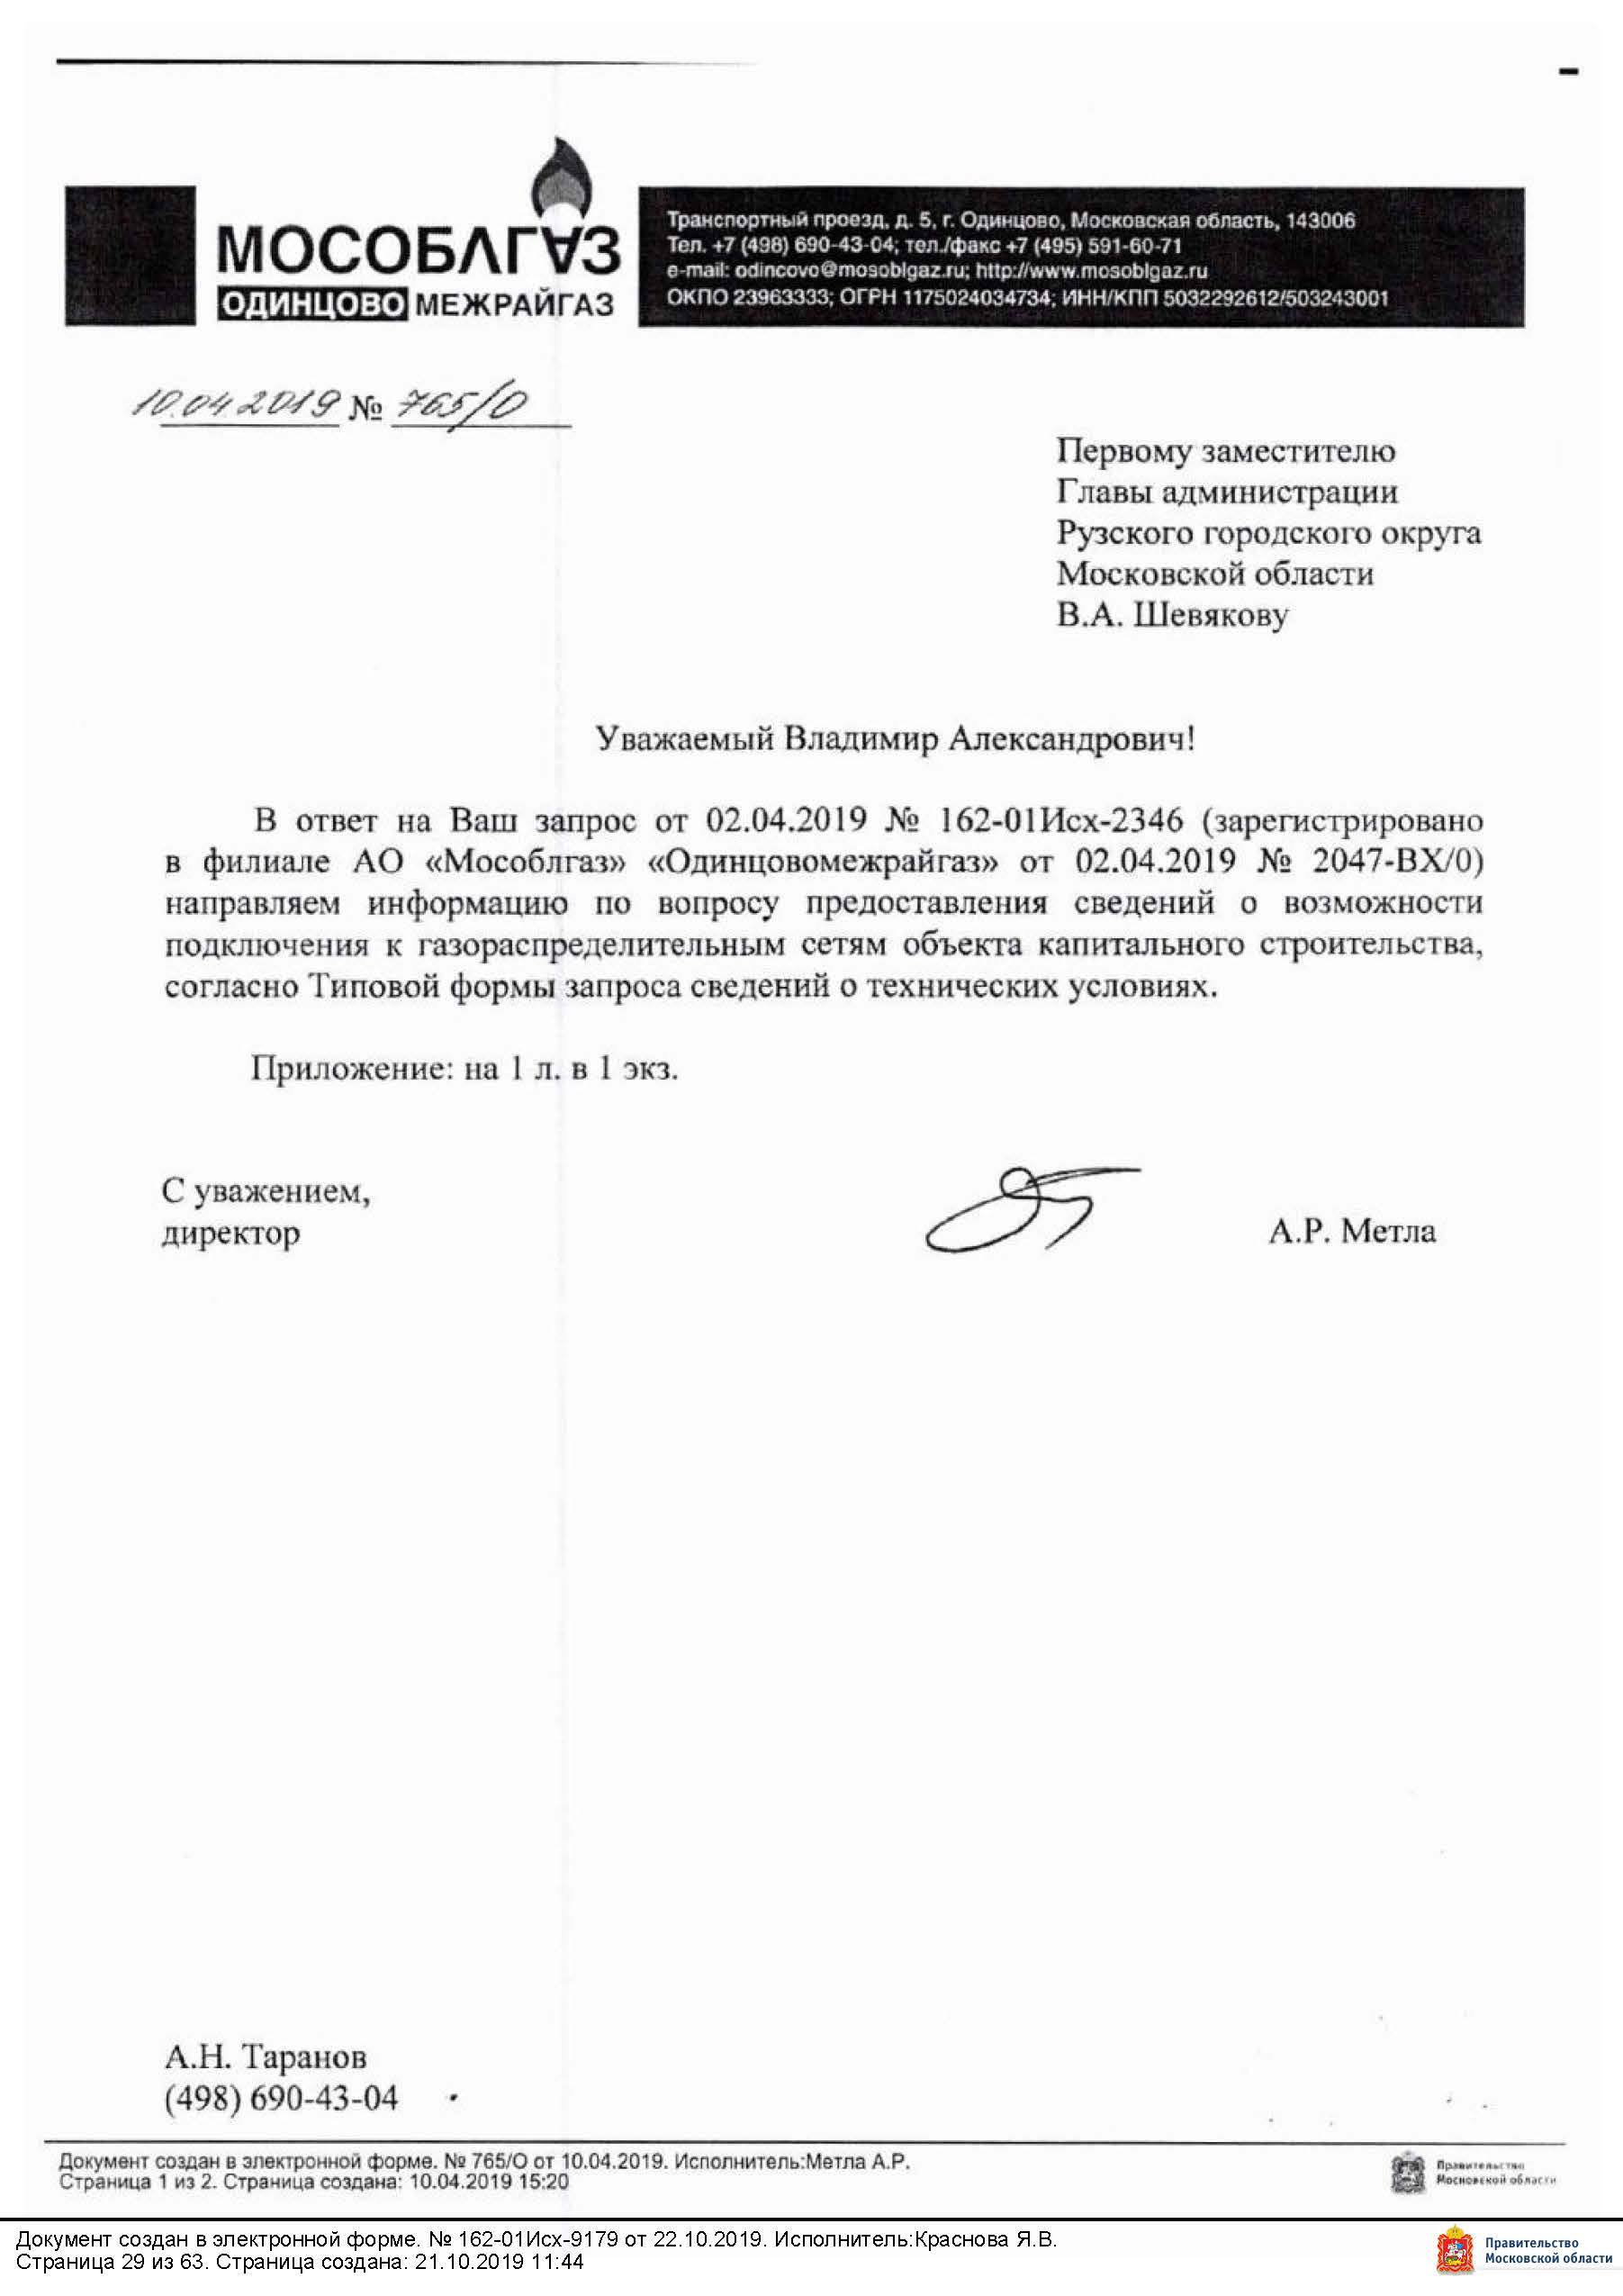 МОСОБЛГАЗ
ОДИНЦОВО МЕЖРАЙГАЗ
Транспортный проезд, д. 5, г. Одинцово, Московская область, 143006
Тел. +7 (498) 690-43-04; тел./факс +7 (495) 591-60-71
e-mail: odincovo@mosoblgaz.ru; http://www.mosoblgaz.ru
ОКПО 23963333; ОГРН 1175024034734; ИНН/КПП 5032292612/503243001
10.04.2019 № 765/О
Первому заместителю
Главы администрации
Рузского городского округа
Московской области
В.А. Шевякову
Уважаемый Владимир Александрович!
В ответ на Ваш запрос от 02.04.2019 № 162-01Исх-2346 (зарегистрировано
в филиале АО «Мособлгаз» «Одинцовомежрайгаз» от 02.04.2019 № 2047-ВХ/0)
направляем информацию по вопросу предоставления сведений о возможности
подключения к газораспределительным сетям объекта капитального строительства,
согласно Типовой формы запроса сведений о технических условиях.
Приложение: на 1 л. в 1 экз.
С уважением,
директор
А.Р. Метла
А.Н. Таранов
(498) 690-43-04
Документ создан в электронной форме. № 765/О от 10.04.2019. Исполнитель:Метла А.Р.
Страница 1 из 2. Страница создана: 10.04.2019 15:20
Правительство
Московской области
Документ создан в электронной форме. № 162-01Исх-9179 от 22.10.2019. Исполнитель:Краснова Я.В.
Страница 29 из 63. Страница создана: 21.10.2019 11:44
Правительство
Московской области